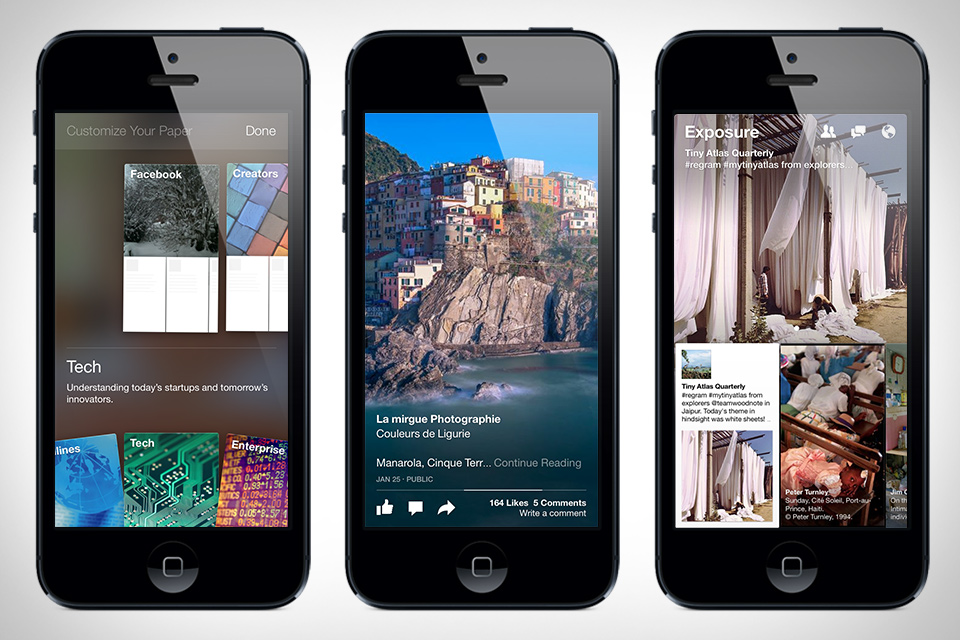 Customize Your Paper
Done
Facebook
Creators
Tech
Understanding today's startups and tomorrow's
innovators.
lines
Tech
Enterprise
La mirgue Photographie
Couleurs de Ligurie
Manarola, Cinque Terr... Continue Reading
JAN 25 · PUBLIC
164 Likes 5 Comments
Write a comment
Exposure
Tiny Atlas Quarterly
#regram #mytinyatlas from explorers...
Tiny Atlas Quarterly
#regram #mytinyatlas from
explorers @teamwoodnote in
Jaipur. Today's theme in
hindsight was white sheets! ...
Peter Turnley
Sunday, Cité Soleil, Port-au-
Prince, Haiti.
© Peter Turnley, 1994.
Jim G
On th
Intima
indivi